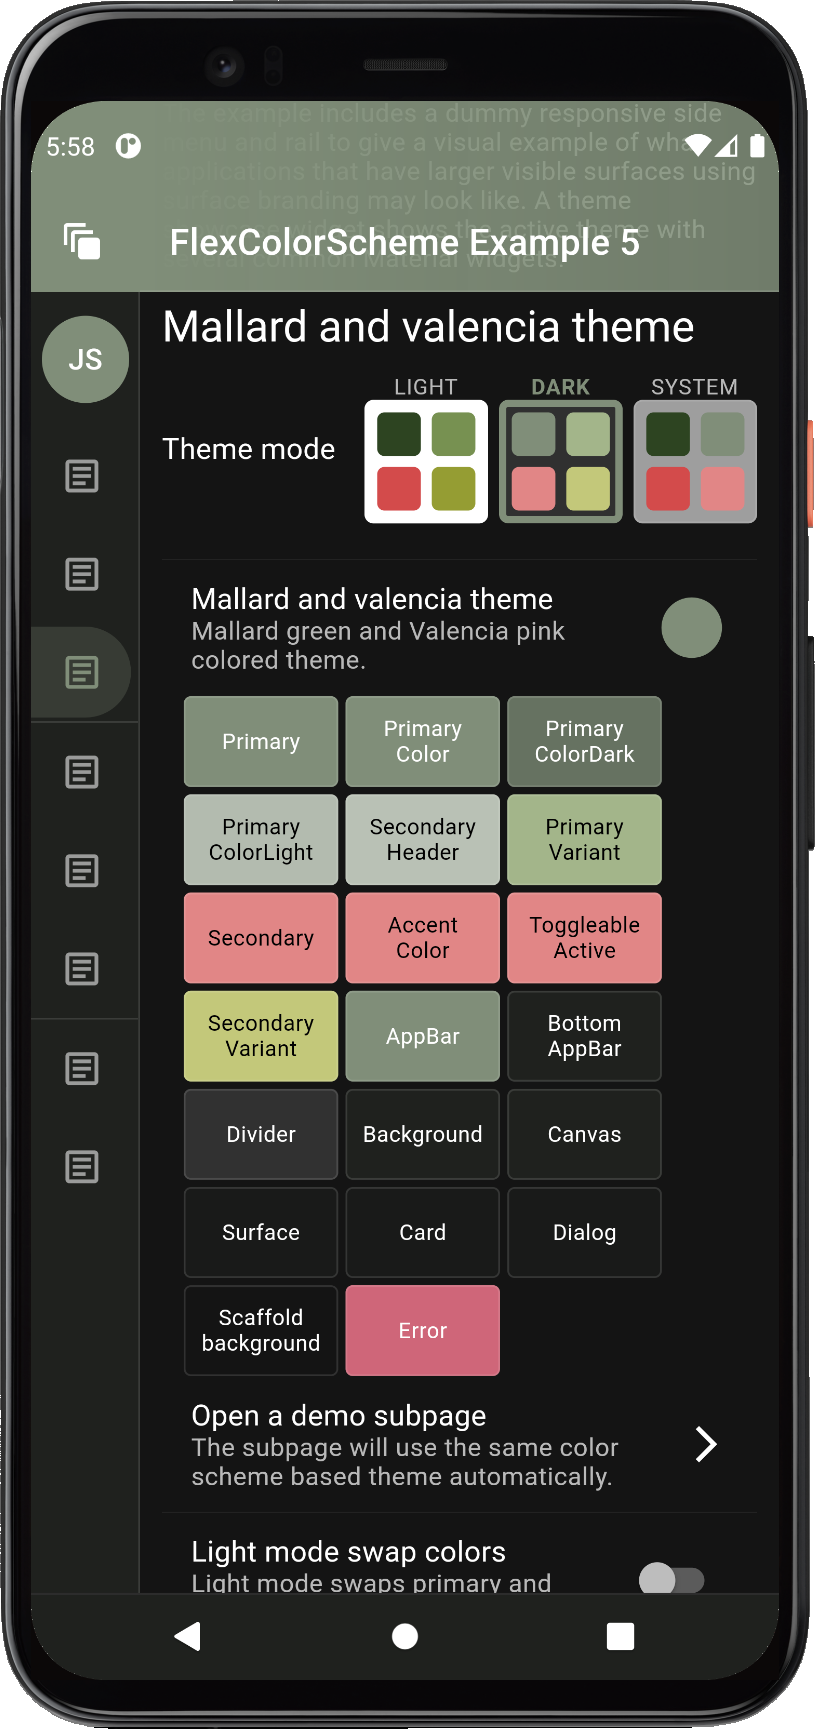 The example includes a dummy responsive side
5:58
menu and rail to give a visual example of what
applications that have larger visible surfaces using
surface branding may look like. A theme
showcase widget shows the active theme with
FlexColorScheme Example 5
several common Material widgets.
JS
Mallard and valencia theme
LIGHT
DARK
SYSTEM
Theme mode
Mallard and valencia theme
Mallard green and Valencia pink
colored theme.
Primary
Primary
Color
Primary
ColorDark
Primary
ColorLight
Secondary
Header
Primary
Variant
Secondary
Accent
Color
Toggleable
Active
Secondary
Variant
AppBar
Bottom
AppBar
Divider
Background
Canvas
Surface
Card
Dialog
Scaffold
background
Error
Open a demo subpage
The subpage will use the same color
scheme based theme automatically.
Light mode swap colors
Light mode swaps primary and